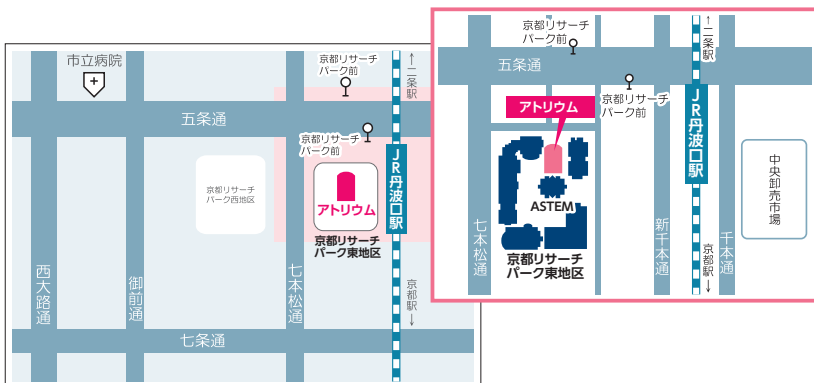 市立病院
京都リサーチ
パーク前
←二条駅
五条通
京都リサーチ
パーク前
JR丹波口駅
京都リサーチ
パーク西地区
アトリウム
京都リサーチ
パーク東地区
西大路通
御前通
七本松通
京都駅→
七条通
京都リサーチ
パーク前
←二条駅
五条通
京都リサーチ
パーク前
アトリウム
JR丹波口駅
中央卸売市場
ASTEM
七本松通
新千本通
千本通
京都リサーチ
パーク東地区
京都駅→